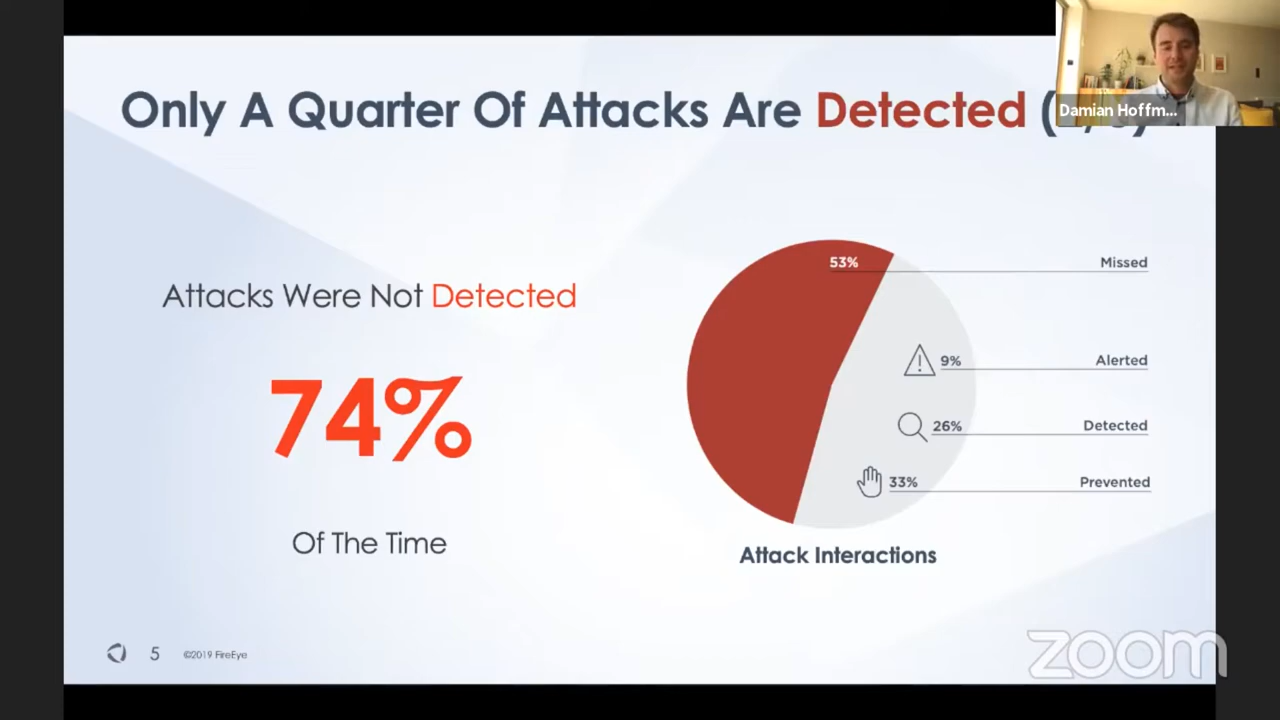 Only A Quarter Of Attacks Are Detected
Damian Hoffm...
53%
Missed
Attacks Were Not Detected
9%
Alerted
74%
26%
Detected
33%
Prevented
Of The Time
Attack Interactions
5
©2019 FireEye
zoom